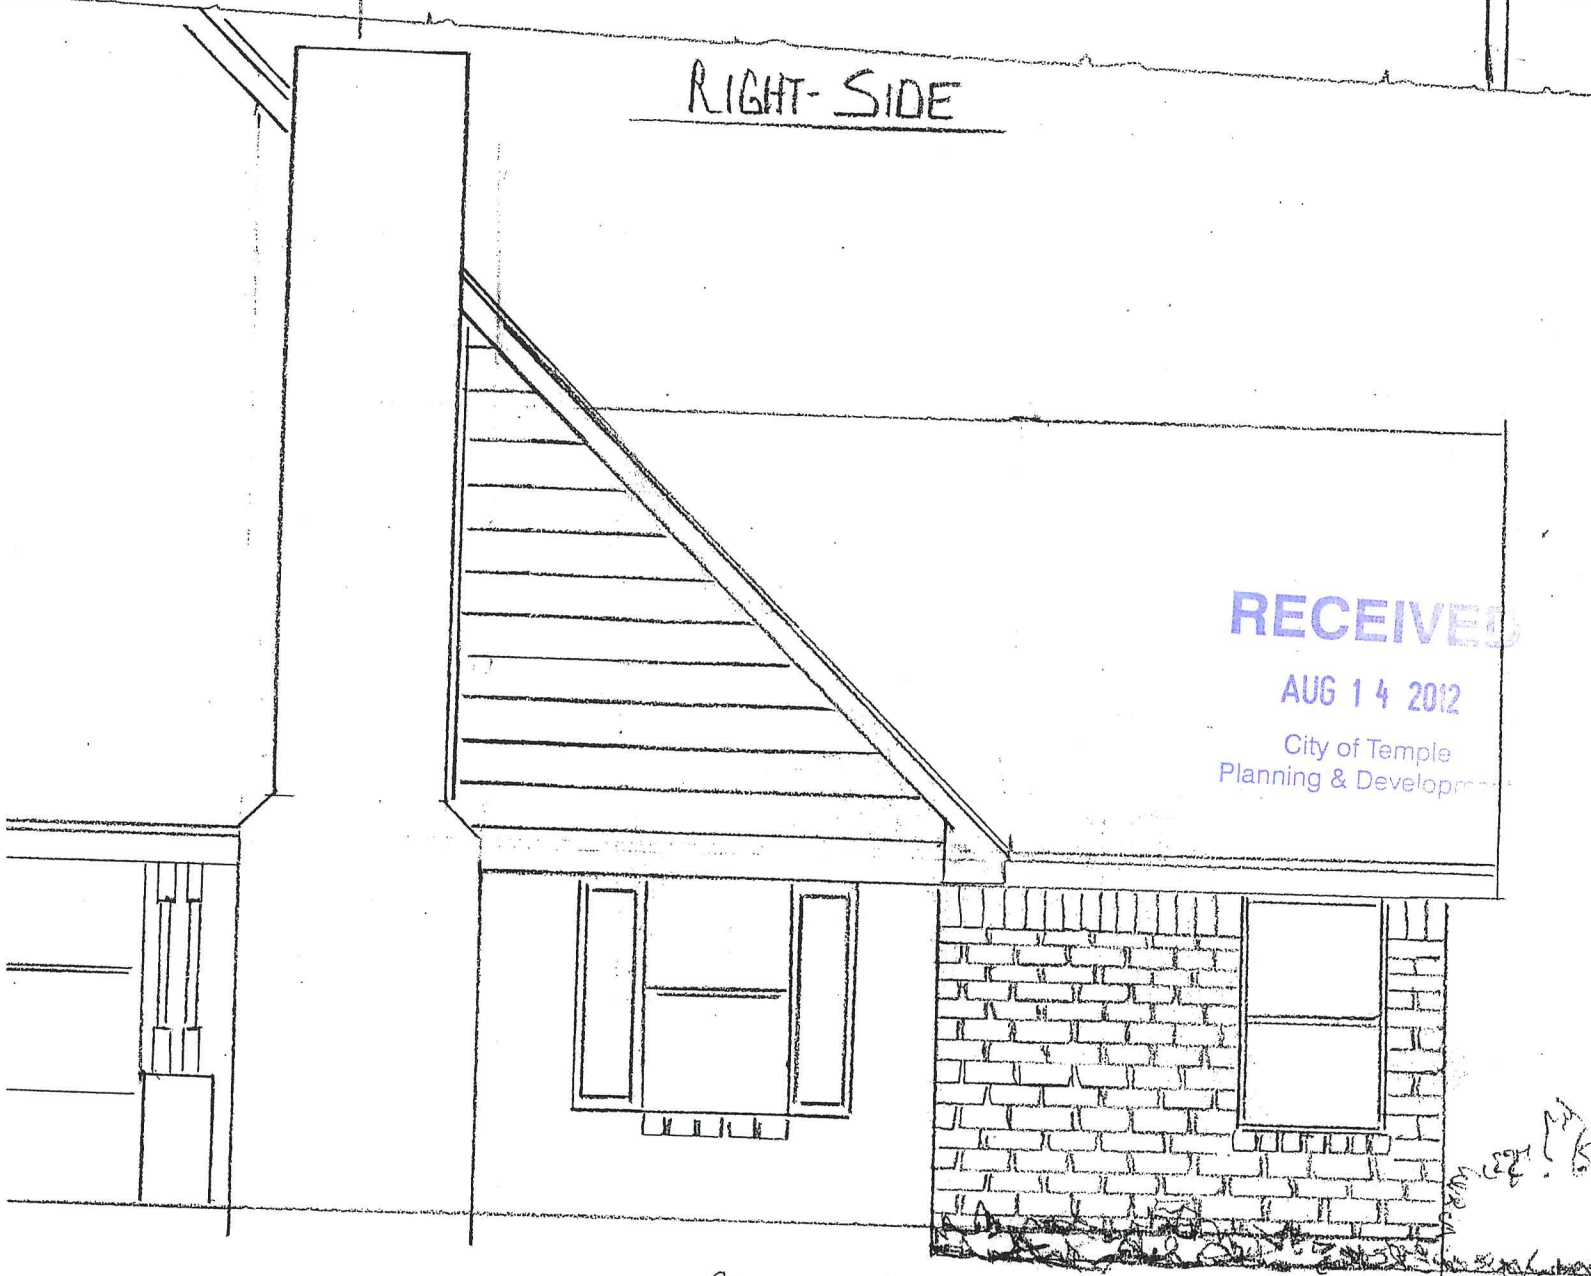 RIGHT- SIDE
RECEIVED
AUG 14 2012
City of Temple
Planning & Develop